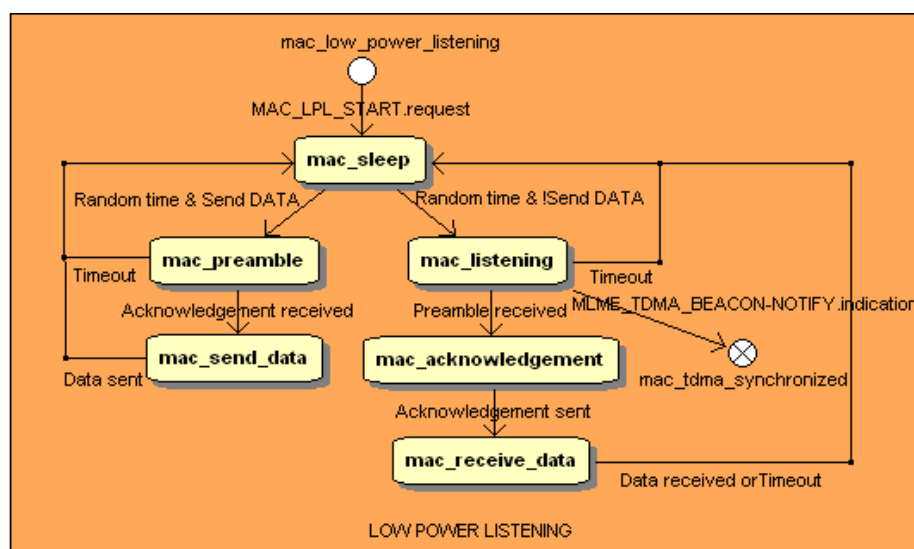 mac_low_power_listening
MAC_LPL_START.request
mac_sleep
Random time & Send DATA
Random time & !Send DATA
mac_preamble
mac_listening
Timeout
Timeout
Acknowledgement received
Preamble received
MLME_TDMA_BEACON-NOTIFY.indication
mac_send_data
mac_acknowledgement
Data sent
mac_tdma_synchronized
Acknowledgement sent
mac_receive_data
Data received orTimeout
LOW POWER LISTENING